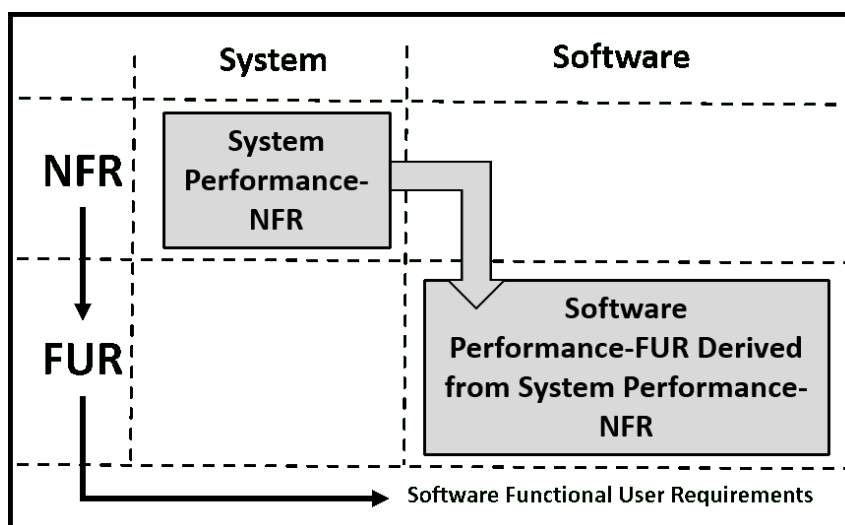 System
Software
NFR
System
Performance-
NFR
FUR
Software
Performance-FUR Derived
from System Performance-
NFR
Software Functional User Requirements